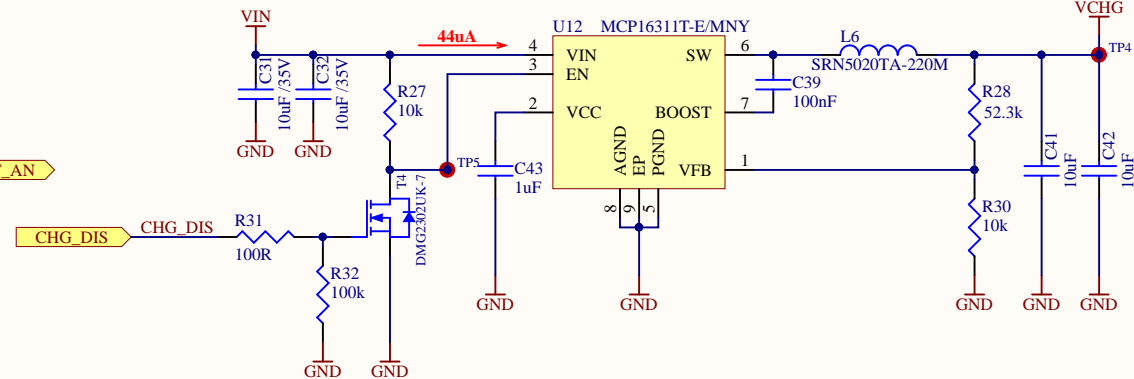 VIN
44uA
U12
MCP16311T-E/MNY
VCHG
TP4
L6
SRN5020TA-220M
4
VIN
SW
6
3
EN
C31
10uF /35V
C32
10uF /35V
R27
10k
C39
100nF
2
VCC
BOOST
7
R28
52.3k
GND
GND
AGND
EP
PGND
VFB
1
C41
10uF
C42
10uF
_AN
TP5
T4
DMG2302UK-7
C43
1uF
8
9
5
R31
100R
R30
10k
CHG_DIS
CHG_DIS
R32
100k
GND
GND
GND
GND
GND
GND
GND